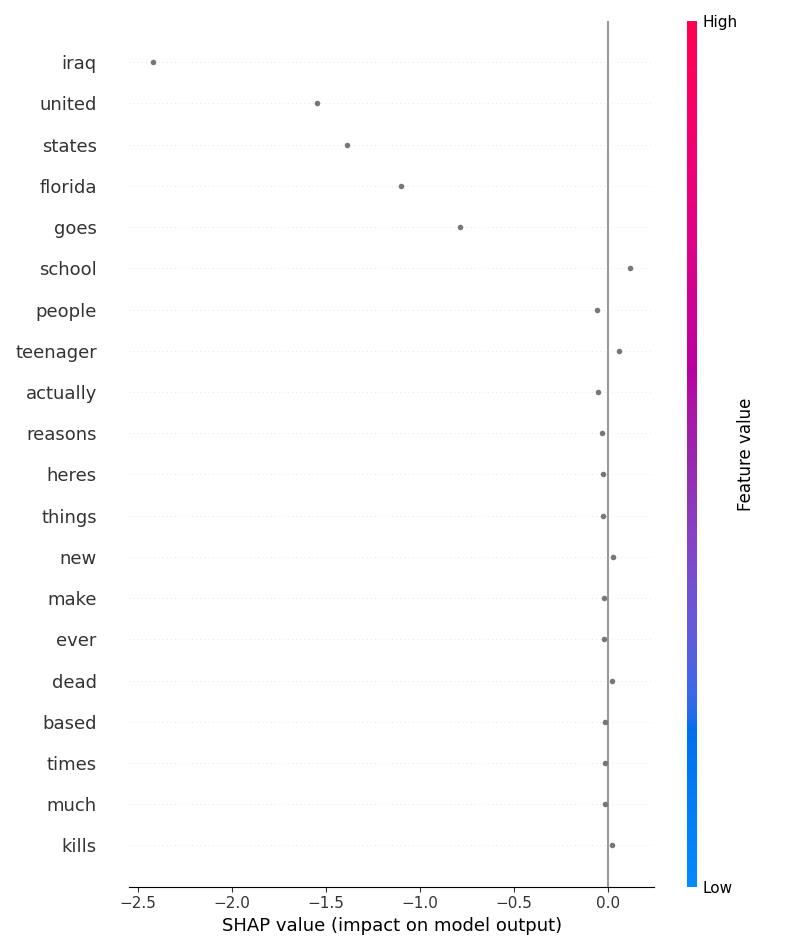 High
iraq
united
states
florida
goes
school
people
teenager
actually
reasons
heres
things
new
make
ever
dead
based
times
much
kills
Feature value
Low
−2.5 −2.0 −1.5 −1.0 −0.5 0.0
SHAP value (impact on model output)